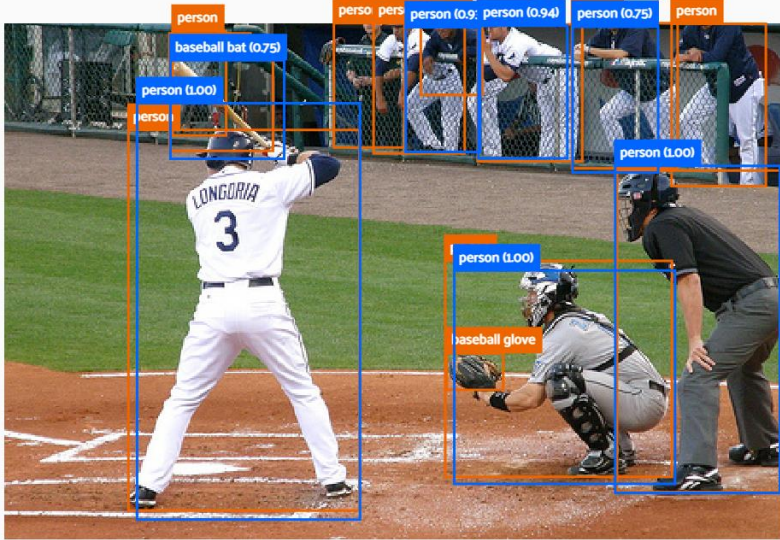 person
person
person
person (0.9
person (0.94)
person (0.75)
person
baseball bat (0.75)
person (1.00)
person
person (1.00)
LONGORIA
3
person (1.00)
baseball glove